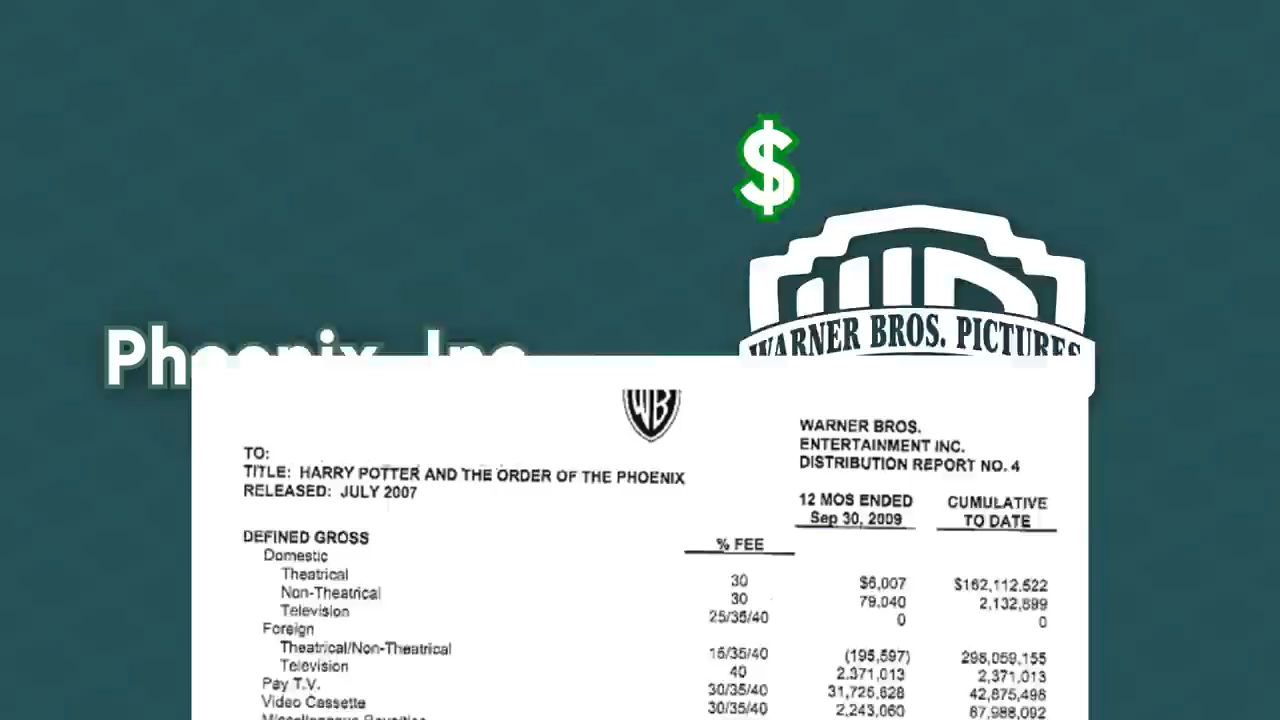 $
WARNER BROS. PICTURES
Phoenix, Inc.
WB
WARNER BROS.
ENTERTAINMENT INC.
DISTRIBUTION REPORT NO. 4
TO:
TITLE: HARRY POTTER AND THE ORDER OF THE PHOENIX
RELEASED: JULY 2007
12 MOS ENDED CUMULATIVE
Sep 30, 2009 TO DATE
DEFINED GROSS % FEE
Domestic
Theatrical 30 $6,007 $162,112,522
Non-Theatrical 30 79,040 2,132,899
Television 25/35/40 0 0
Foreign
Theatrical/Non-Theatrical 15/35/40 (195,597) 298,059,155
Television 40 2,371,013 2,371,013
Pay T.V. 30/35/40 31,725,828 42,875,498
Video Cassette 30/35/40 2,243,060 87,988,092